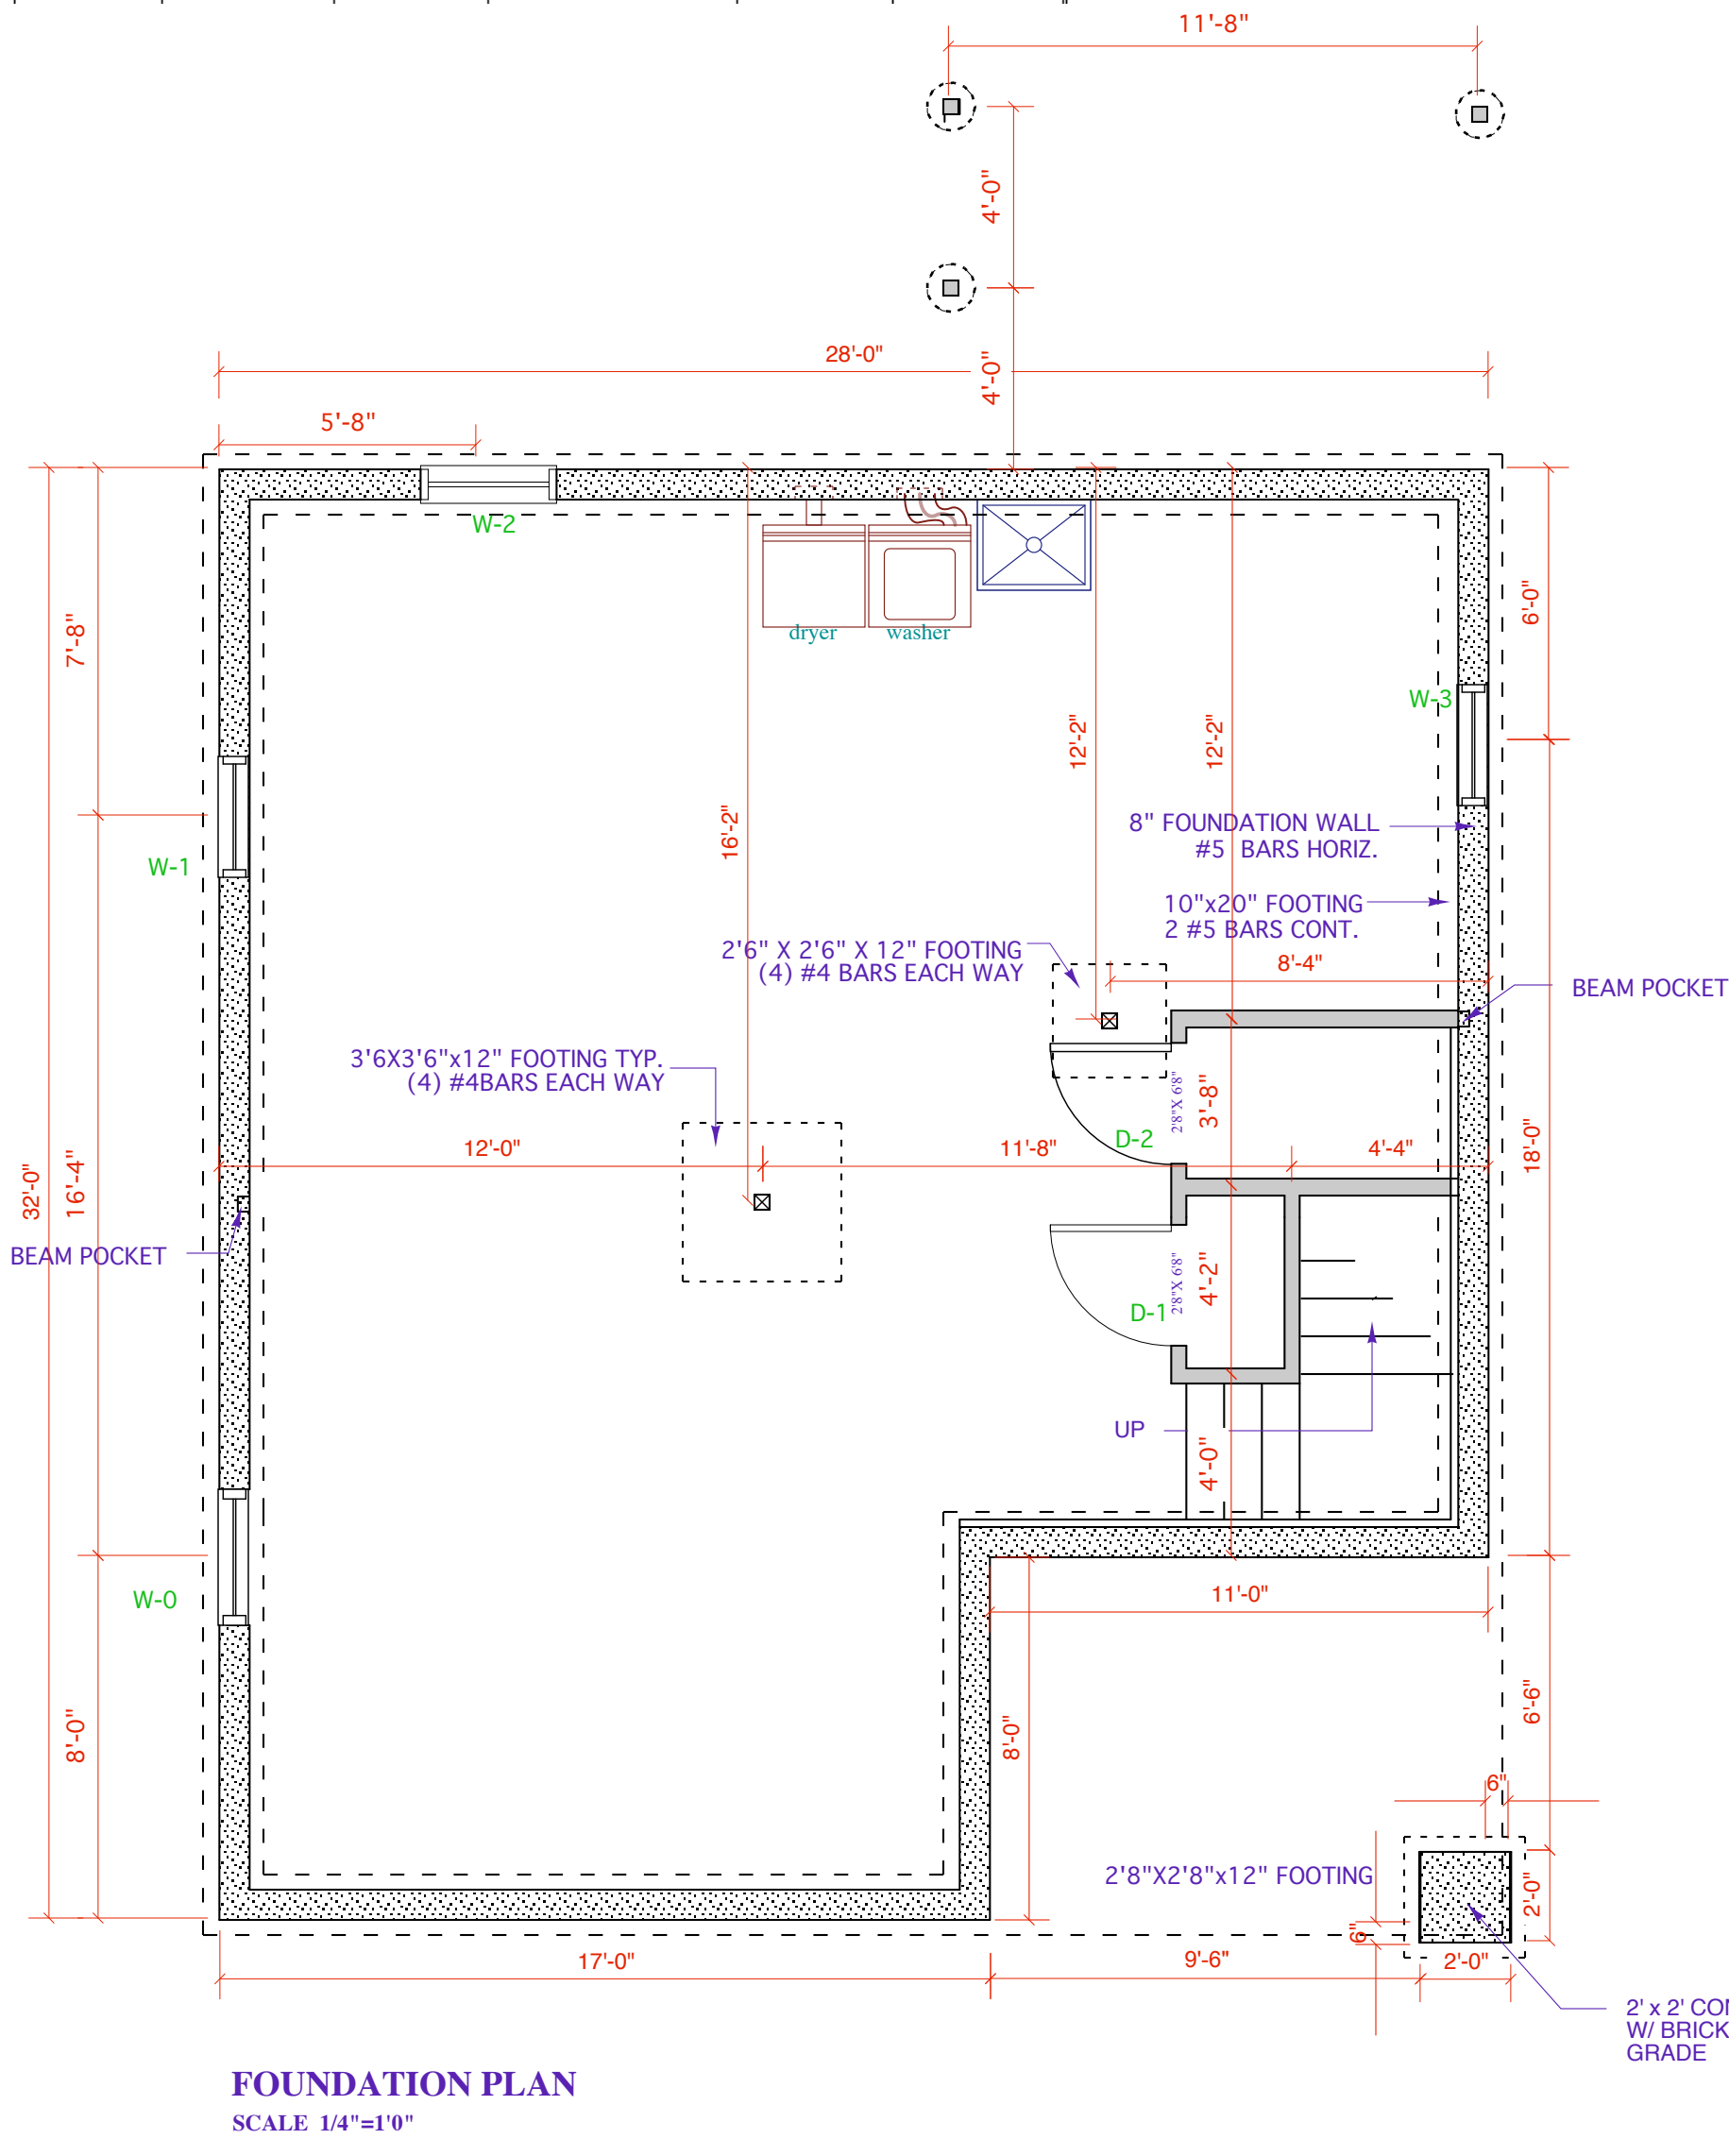 11'-8"
4'-0"
28'-0"
4'-0"
5'-8"
W-2
dryer
washer
7'-8"
6'-0"
W-3
12'-2"
12'-2"
16'-2"
8" FOUNDATION WALL
#5 BARS HORIZ.
W-1
10"x20" FOOTING
2 #5 BARS CONT.
2'6" X 2'6" X 12" FOOTING
(4) #4 BARS EACH WAY
8'-4"
BEAM POCKET
3'6X3'6"x12" FOOTING TYP.
(4) #4BARS EACH WAY
2'8"X 6'8"
3'-8"
D-2
12'-0"
11'-8"
4'-4"
18'-0"
32'-0"
16'-4"
BEAM POCKET
2'8"X 6'8"
4'-2"
D-1
UP
4'-0"
W-0
11'-0"
8'-0"
8'-0"
6'-6"
6"
2'8"X2'8"x12" FOOTING
2'-0"
6"
17'-0"
9'-6"
2'-0"
2' x 2'
W/ BRICK
GRADE
FOUNDATION PLAN
SCALE 1/4"=1'0"